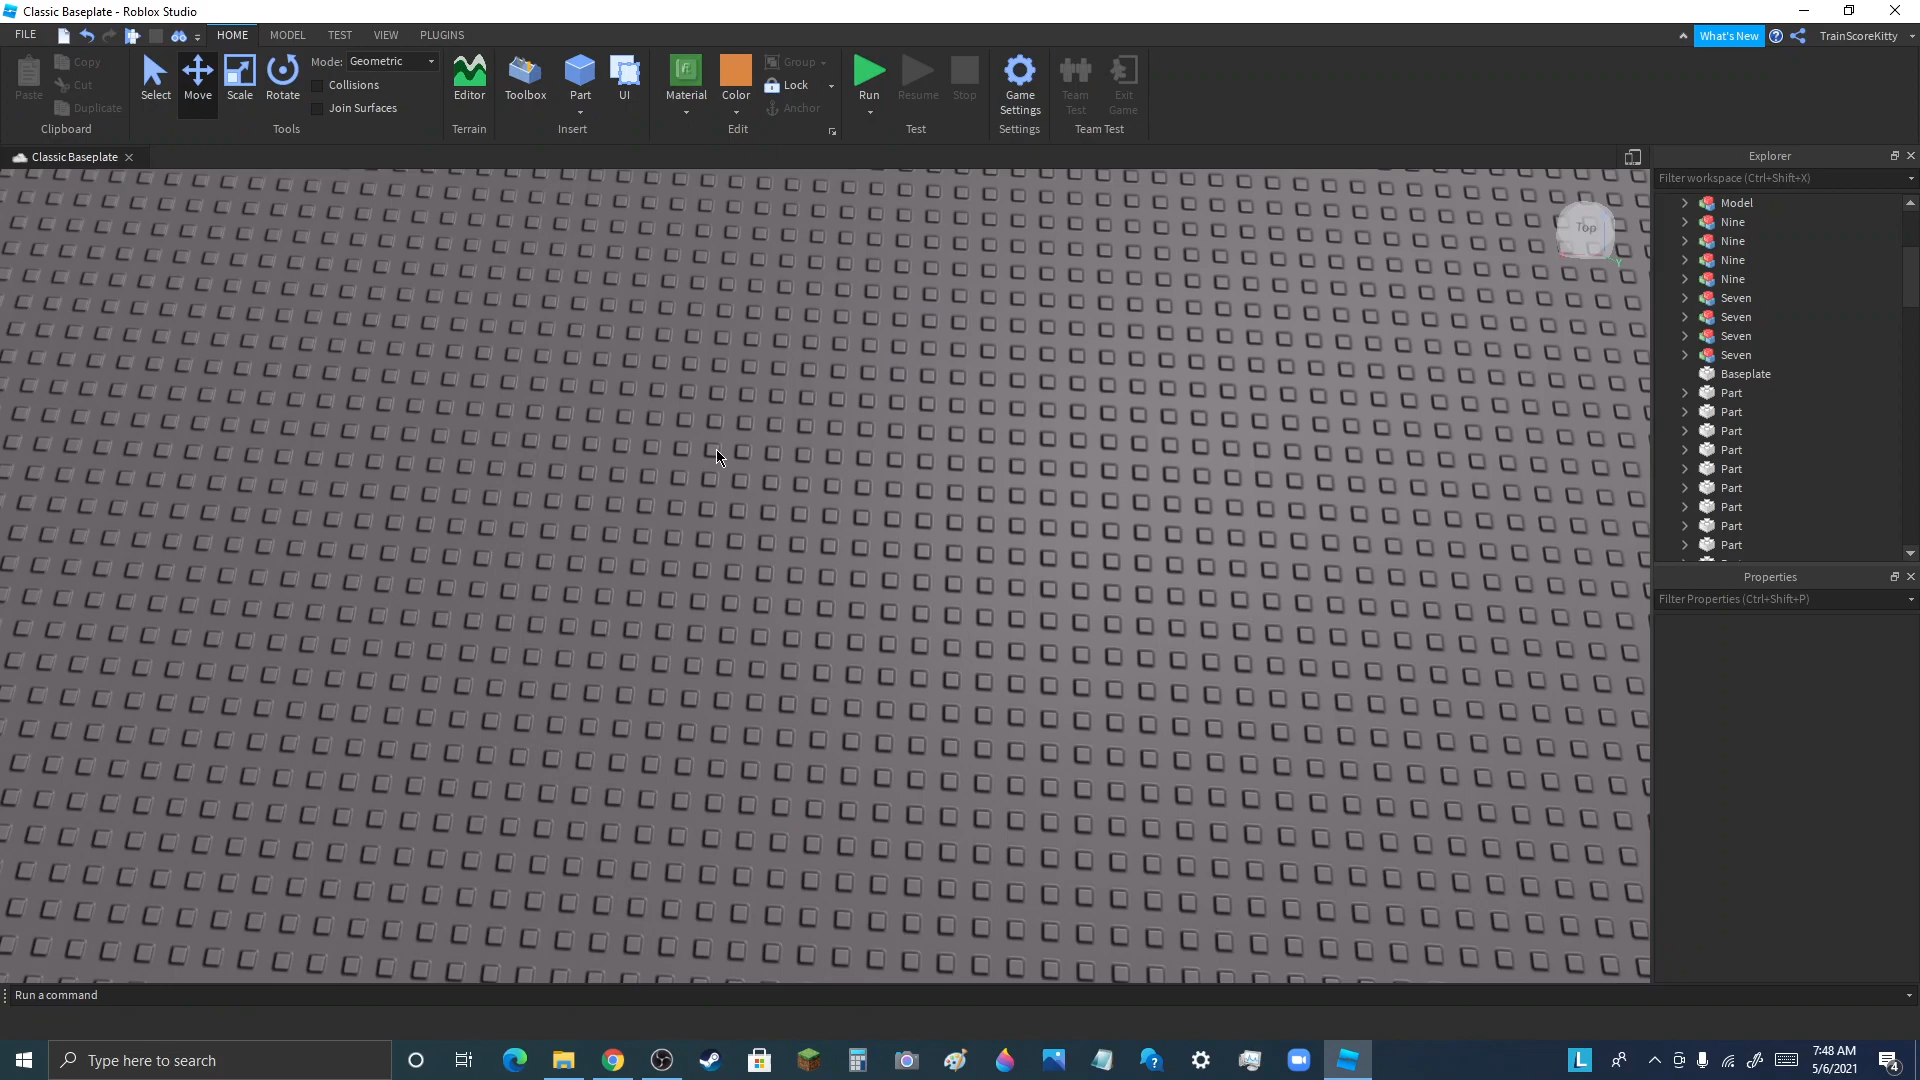 Classic Baseplate - Roblox Studio
FILE HOME MODEL TEST VIEW PLUGINS What's New TrainScoreKitty
Paste Copy Cut Duplicate
Clipboard
Select Move Scale Rotate
Mode: Geometric
Collisions
Join Surfaces
Tools
Editor
Terrain
Toolbox Part UI
Insert
Material Color Group Lock Anchor
Edit
Run Resume Stop
Test
Game Settings
Settings
Team Test Exit Game
Team Test
Classic Baseplate
Top
Y
Explorer
Filter workspace (Ctrl+Shift+X)
Model
Nine
Nine
Nine
Nine
Seven
Seven
Seven
Seven
Baseplate
Part
Part
Part
Part
Part
Part
Part
Part
Part
Properties
Filter Properties (Ctrl+Shift+P)
Run a command
Type here to search
L
7:48 AM
5/6/2021
4